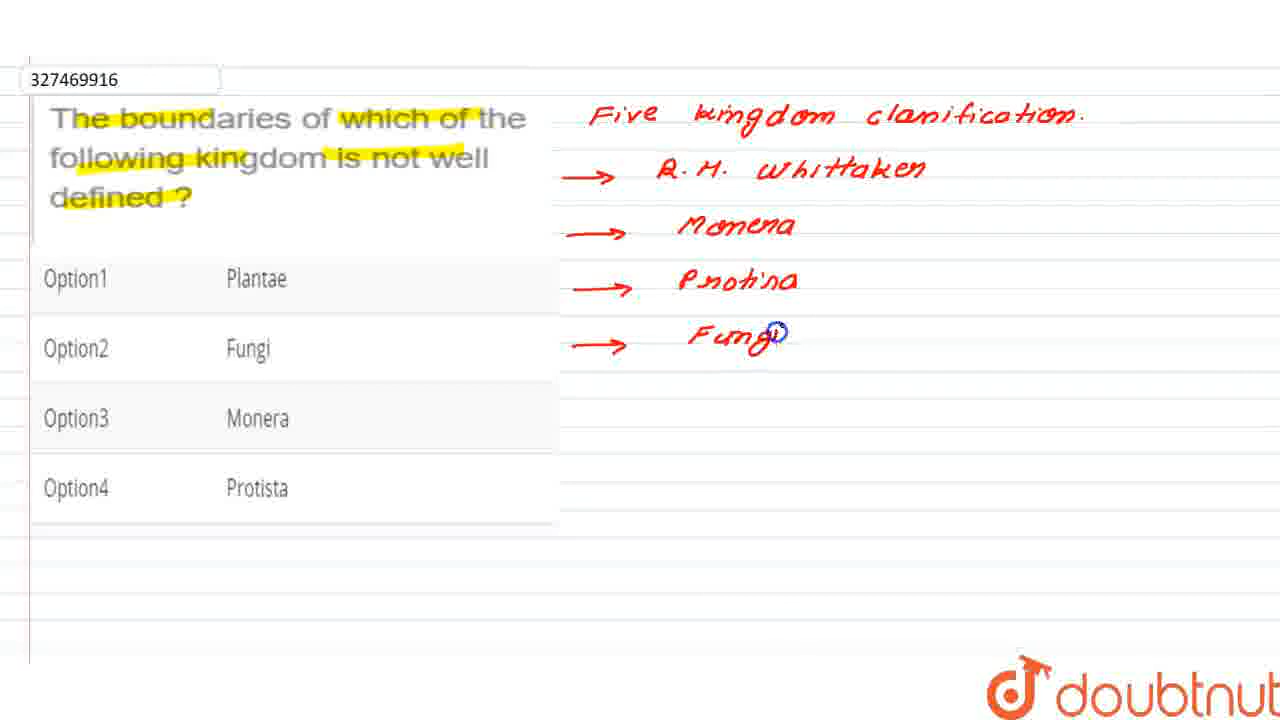 327469916
The boundaries of which of the
following kingdom is not well
defined ?
Option1 Plantae
Option2 Fungi
Option3 Monera
Option4 Protista
Five kingdom clanification.
→ R. H. Whittaken
→ Monena
→ Pnotina
→ Fungi
doubtnut